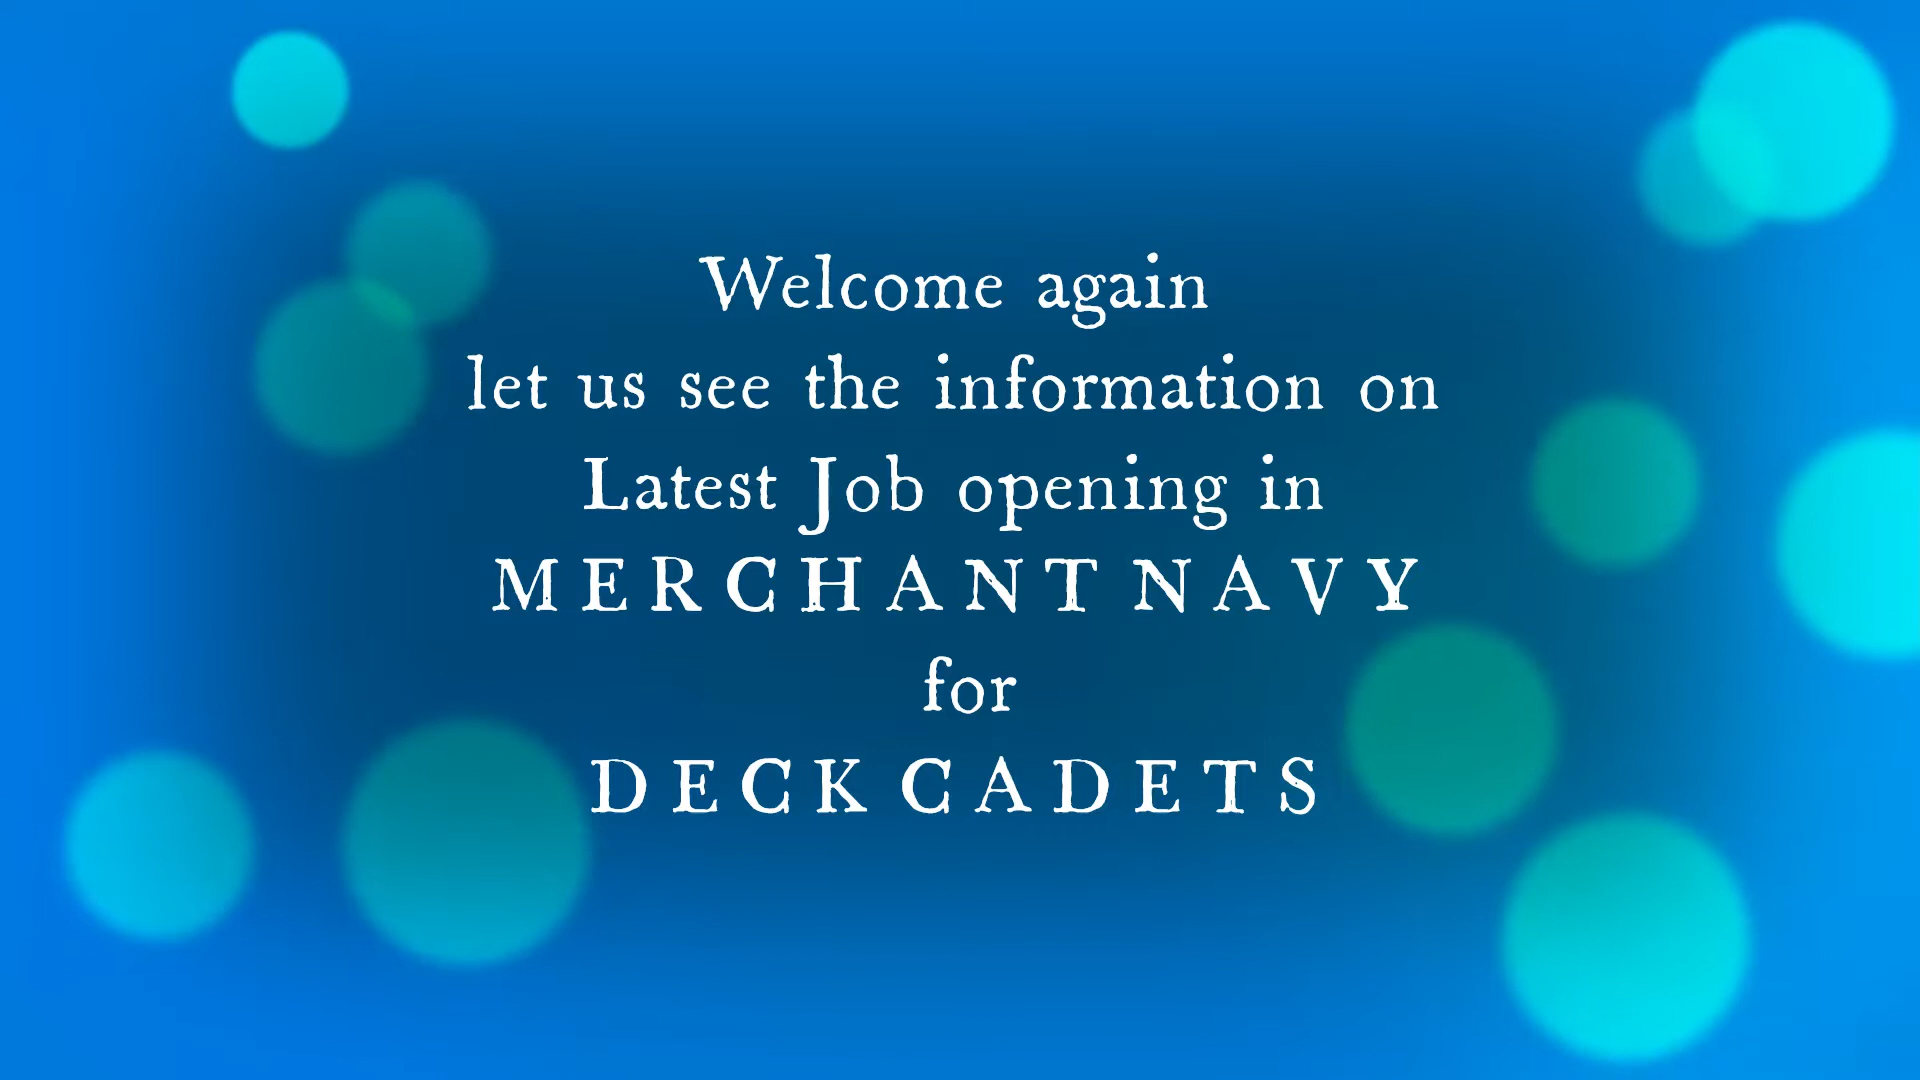 Welcome again
let us see the information on
Latest Job opening in
MERCHANT NAVY
for
DECK CADETS